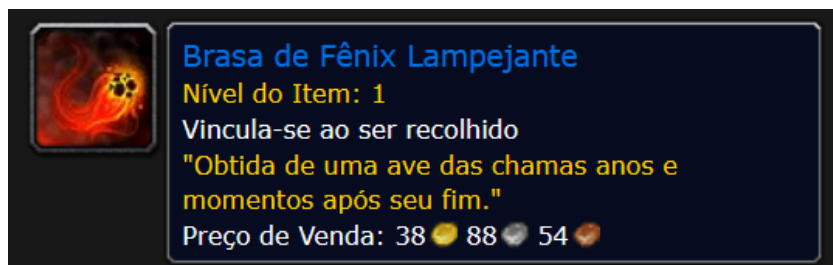 Brasa de Fênix Lampejante
Nível do Item: 1
Vincula-se ao ser recolhido
"Obtida de uma ave das chamas anos e
momentos após seu fim."
Preço de Venda: 38 88 54